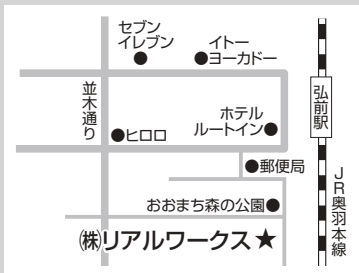 セブン
イレブン
イトー
ヨーカドー
並木通り
弘前駅
ホテル
ルートイン
ヒロロ
郵便局
JR奥羽本線
おおまち森の公園
㈱リアルワークス★